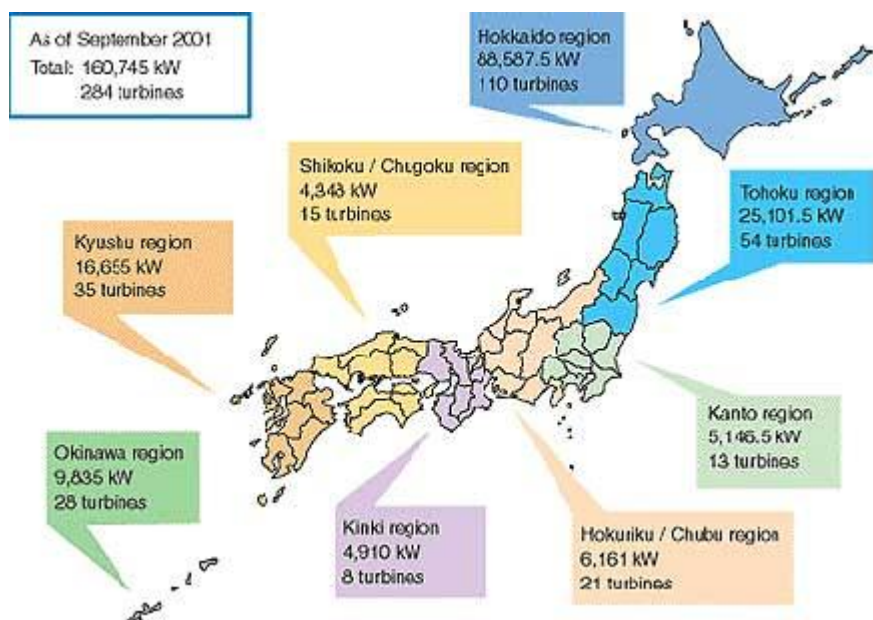 As of September 2001
Total: 160,745 kW
284 turbines
Hokkaido region
88,587.5 kW
110 turbines
Shikoku / Chugoku region
4,348 kW
15 turbines
Tohoku region
25,101.5 kW
54 turbines
Kyushu region
16,655 kW
35 turbines
Kanto region
5,146.5 kW
13 turbines
Okinawa region
9,835 kW
28 turbines
Kinki region
4,910 kW
8 turbines
Hokuriku / Chubu region
6,161 kW
21 turbines